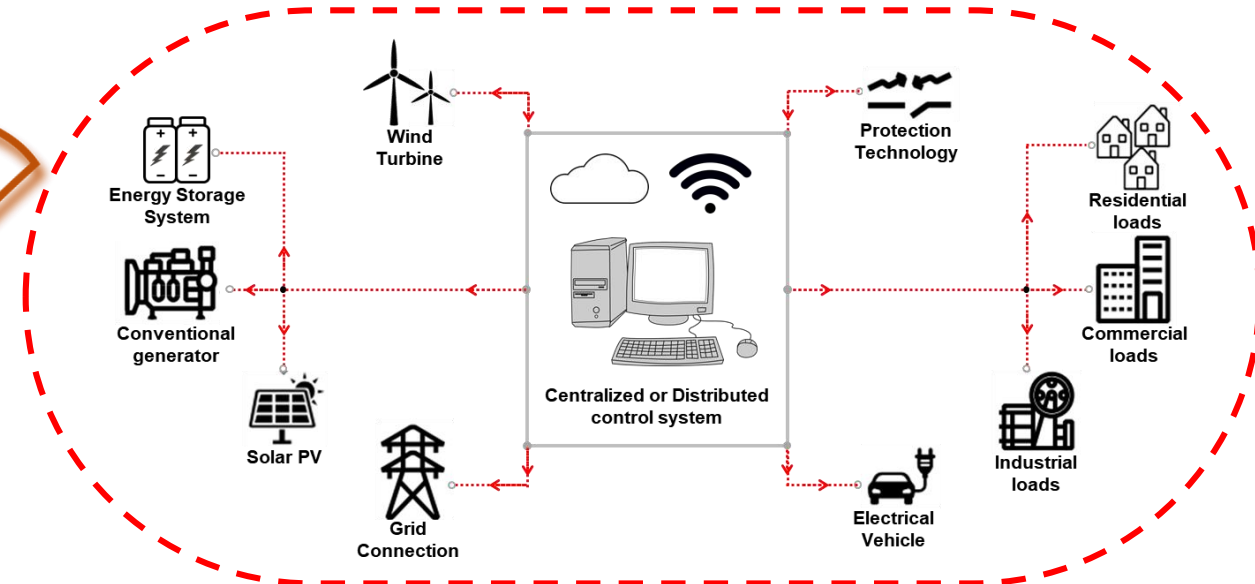 Wind
Turbine
Protection
Technology
Energy Storage
System
Residential
loads
Conventional
generator
Commercial
loads
Centralized or Distributed
control system
Solar PV
Industrial
loads
Grid
Connection
Electrical
Vehicle